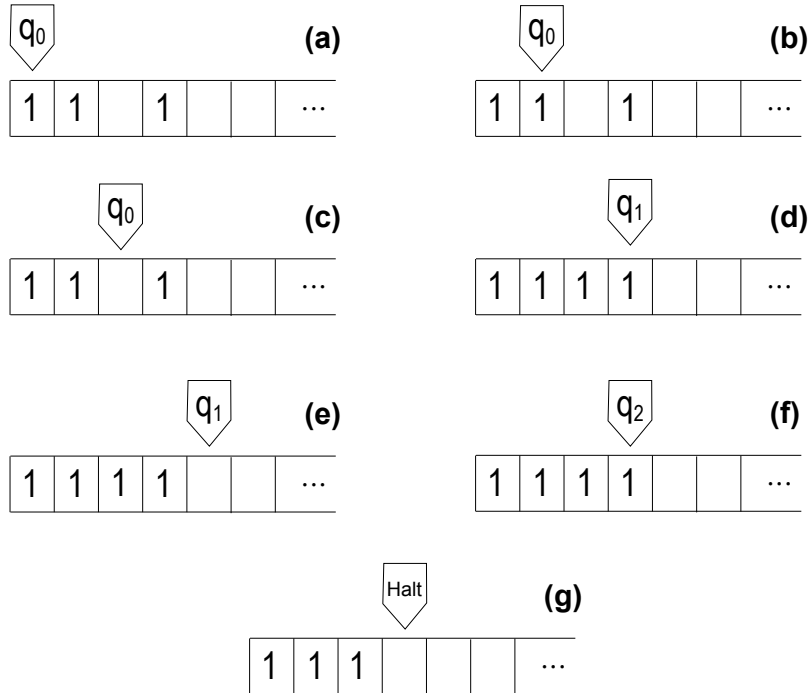 q0 (a) q0 (b)
1 1 1 ... 1 1 1 ...
q0 (c) q1 (d)
1 1 1 ... 1 1 1 1 ...
q1 (e) q2 (f)
1 1 1 1 ... 1 1 1 1 ...
Halt (g)
1 1 1 ...